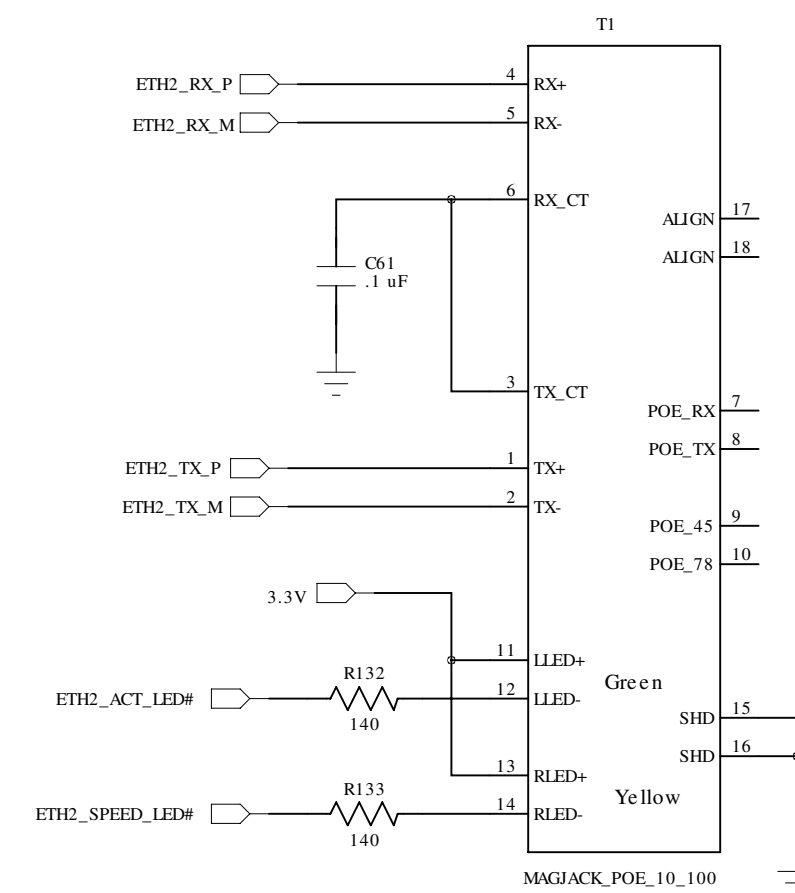 T1
ETH2_RX_P
4
RX+
ETH2_RX_M
5
RX-
6
RX_CT
ALIGN
17
ALIGN
18
C61
.1 uF
3
TX_CT
POE_RX
7
POE_TX
8
ETH2_TX_P
1
TX+
ETH2_TX_M
2
TX-
POE_45
9
POE_78
10
3.3V
11
LLED+
R132
Green
ETH2_ACT_LED#
12
LLED-
140
SHD
15
SHD
16
13
RLED+
R133
Yellow
ETH2_SPEED_LED#
14
RLED-
140
MAGJACK_POE_10_100